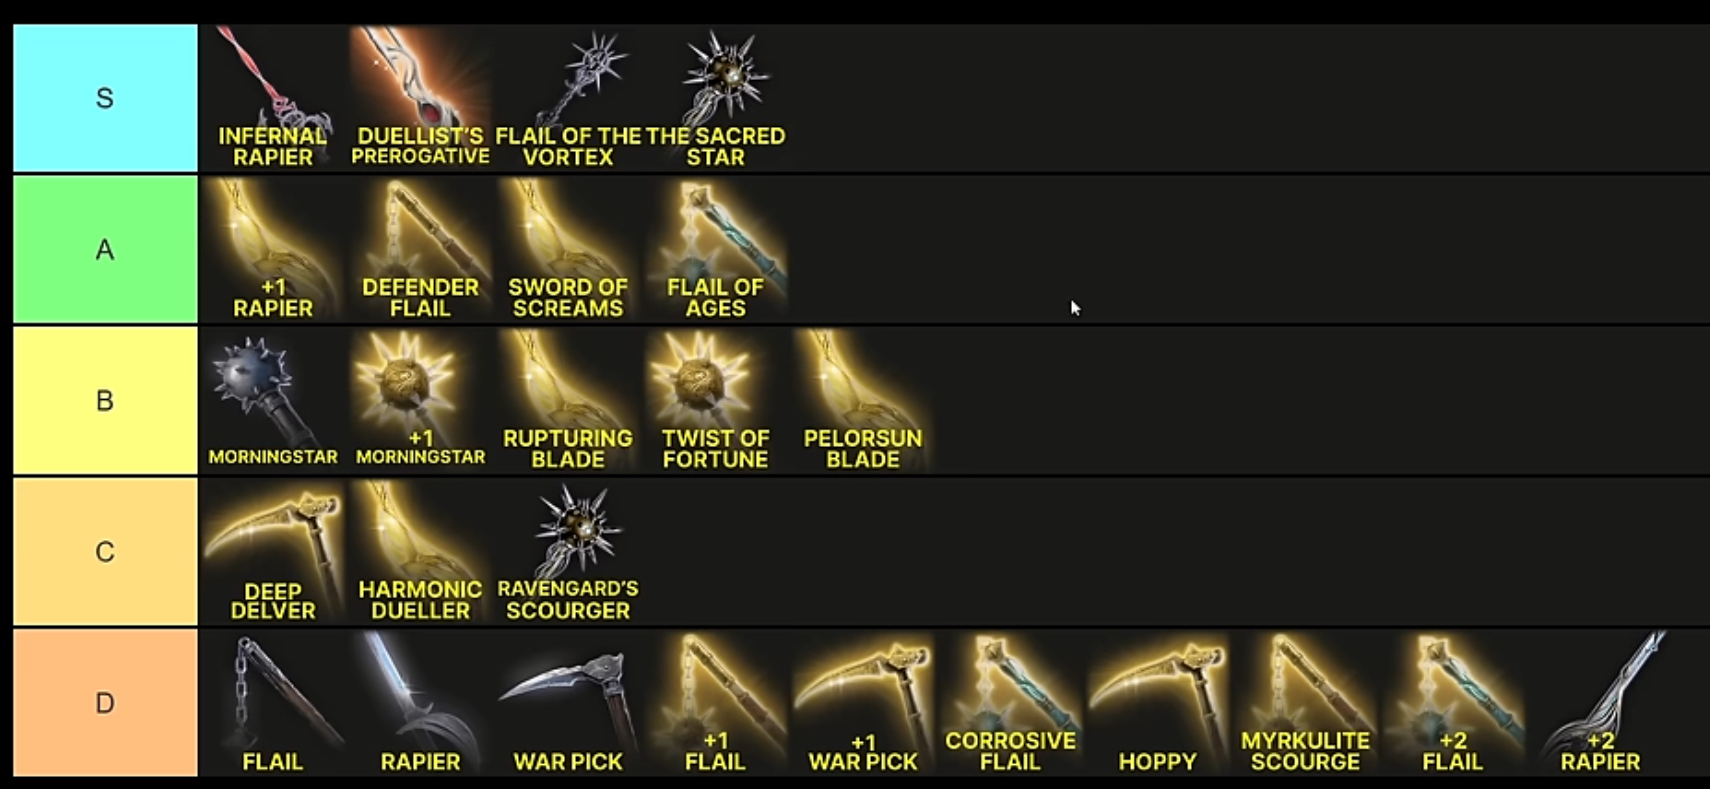 S
INFERNAL
RAPIER
DUELLIST'S
PREROGATIVE
FLAIL OF THE
VORTEX
THE SACRED
STAR
A
+1
RAPIER
DEFENDER
FLAIL
SWORD OF
SCREAMS
FLAIL OF
AGES
B
MORNINGSTAR
+1
MORNINGSTAR
RUPTURING
BLADE
TWIST OF
FORTUNE
PELORSUN
BLADE
C
DEEP
DELVER
HARMONIC
DUELLER
RAVENGARD'S
SCOURGER
D
FLAIL
RAPIER
WAR PICK
+1
FLAIL
+1
WAR PICK
CORROSIVE
FLAIL
HOPPY
MYRKULITE
SCOURGE
+2
FLAIL
+2
RAPIER